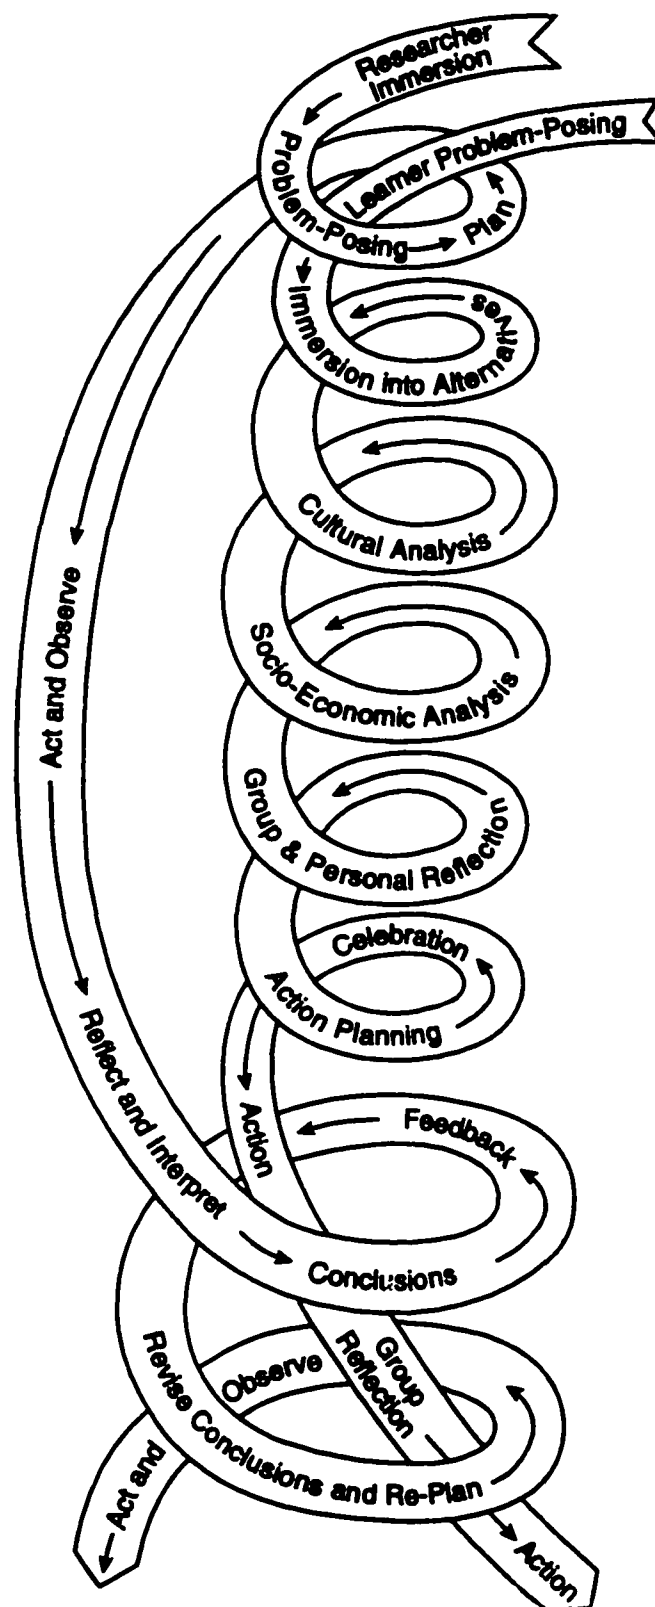 Researcher
Immersion
Learner Problem-Posing
Problem-Posing
Plan
Immersion into Alternatives
Cultural Analysis
Act and Observe
Socio-Economic Analysis
Group & Personal Reflection
Celebration
Action Planning
Reflect and Interpret
Action
Feedback
Conclusions
Group
Reflection
Observe
Revise Conclusions and Re-Plan
Act and
Action